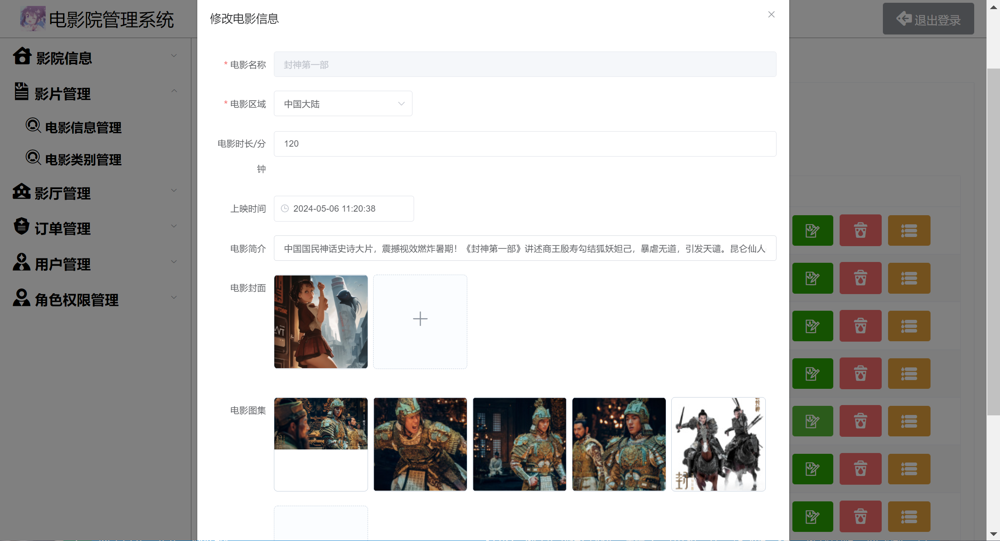 电影院管理系统
退出登录
影院信息
影片管理
电影信息管理
电影类别管理
影厅管理
订单管理
用户管理
角色权限管理
修改电影信息
* 电影名称 封神第一部
* 电影区域 中国大陆
电影时长/分钟 120
上映时间 2024-05-06 11:20:38
电影简介 中国国民神话史诗大片，震撼视效燃炸暑期！《封神第一部》讲述商王殷寿勾结狐妖妲己，暴虐无道，引发天谴。昆仑仙人
电影封面
电影图集
封神
封